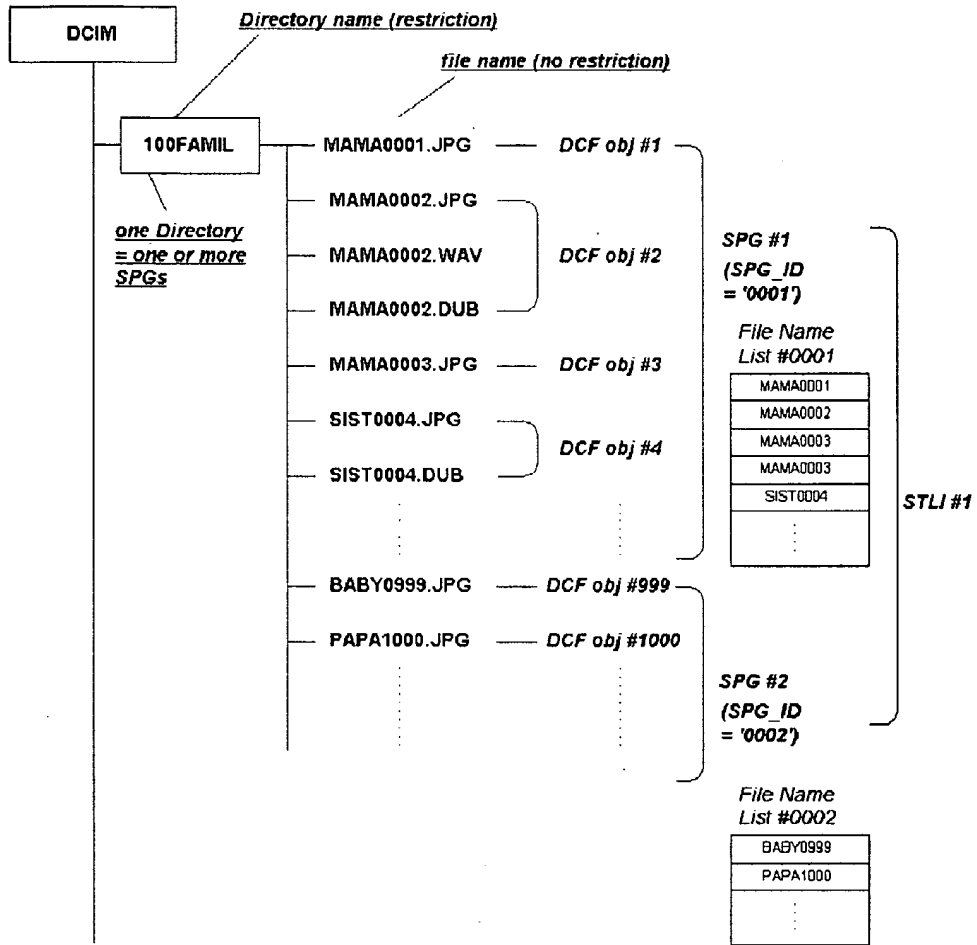 Directory name (restriction)
DCIM
file name (no restriction)
100FAMIL
MAMA0001.JPG
DCF obj #1
MAMA0002.JPG
one Directory
= one or more
SPGs
MAMA0002.WAV
DCF obj #2
MAMA0002.DUB
SPG #1
(SPG_ID
= '0001')
MAMA0003.JPG
DCF obj #3
SIST0004.JPG
DCF obj #4
SIST0004.DUB
File Name
List #0001
MAMA0001
MAMA0002
MAMA0003
MAMA0003
SIST0004
STLI #1
BABY0999.JPG
DCF obj #999
PAPA1000.JPG
DCF obj #1000
SPG #2
(SPG_ID
= '0002')
File Name
List #0002
BABY0999
PAPA1000